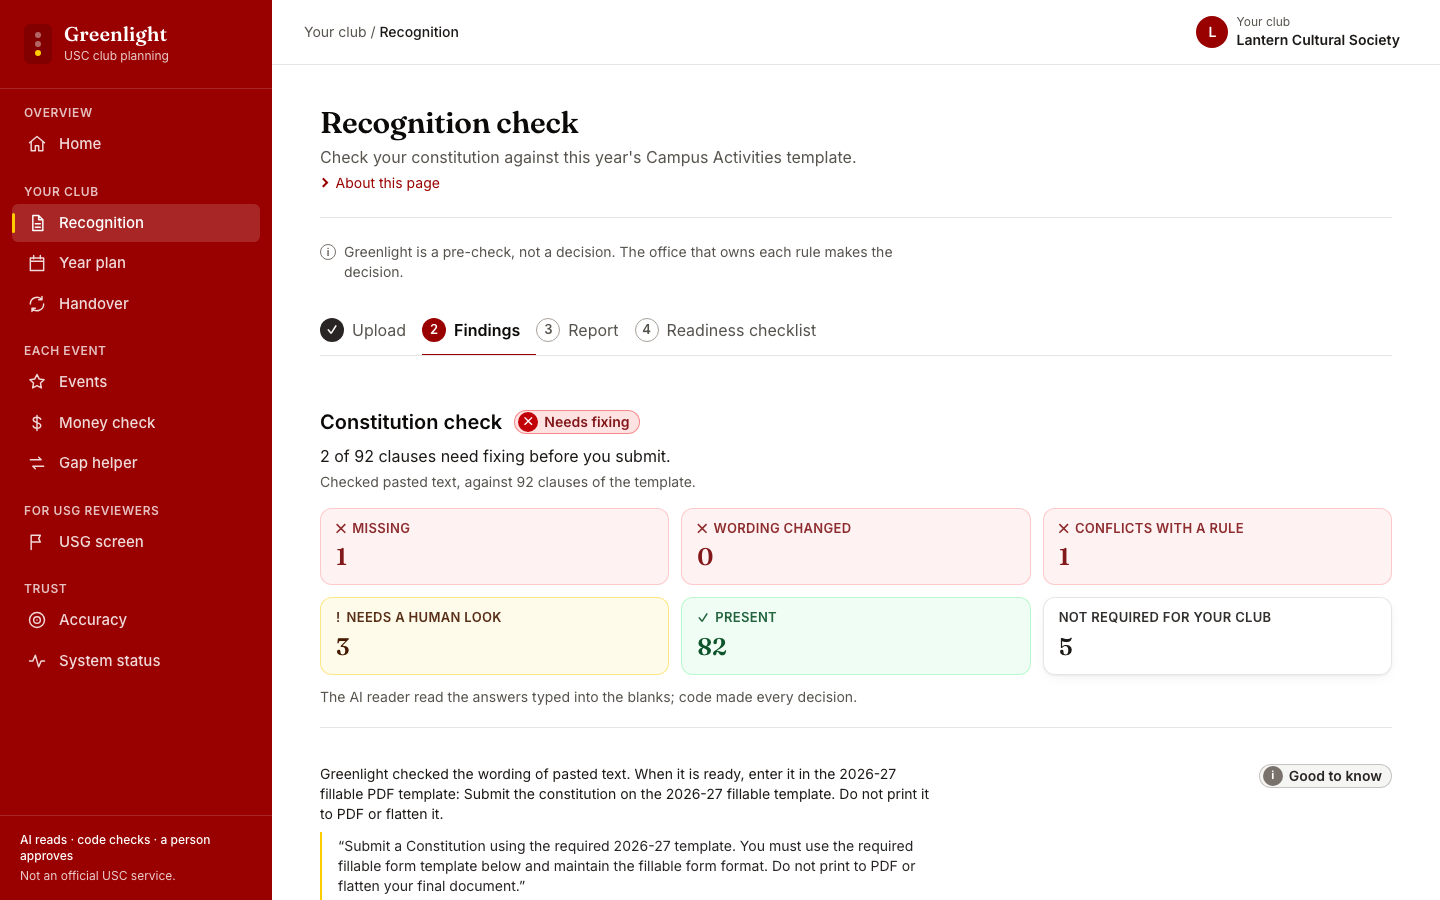 Greenlight
USC club planning
OVERVIEW
Home
YOUR CLUB
Recognition
Year plan
Handover
EACH EVENT
Events
Money check
Gap helper
FOR USG REVIEWERS
USG screen
TRUST
Accuracy
System status
AI reads · code checks · a person
approves
Not an official USC service.
Your club / Recognition
L
Your club
Lantern Cultural Society
Recognition check
Check your constitution against this year's Campus Activities template.
About this page
Greenlight is a pre-check, not a decision. The office that owns each rule makes the
decision.
Upload
2 Findings
3 Report
4 Readiness checklist
Constitution check
Needs fixing
2 of 92 clauses need fixing before you submit.
Checked pasted text, against 92 clauses of the template.
MISSING
1
WORDING CHANGED
0
CONFLICTS WITH A RULE
1
! NEEDS A HUMAN LOOK
3
PRESENT
82
NOT REQUIRED FOR YOUR CLUB
5
The AI reader read the answers typed into the blanks; code made every decision.
Greenlight checked the wording of pasted text. When it is ready, enter it in the 2026-27
fillable PDF template: Submit the constitution on the 2026-27 fillable template. Do not print it
to PDF or flatten it.
Good to know
“Submit a Constitution using the required 2026-27 template. You must use the required
fillable form template below and maintain the fillable form format. Do not print to PDF or
flatten your final document.”